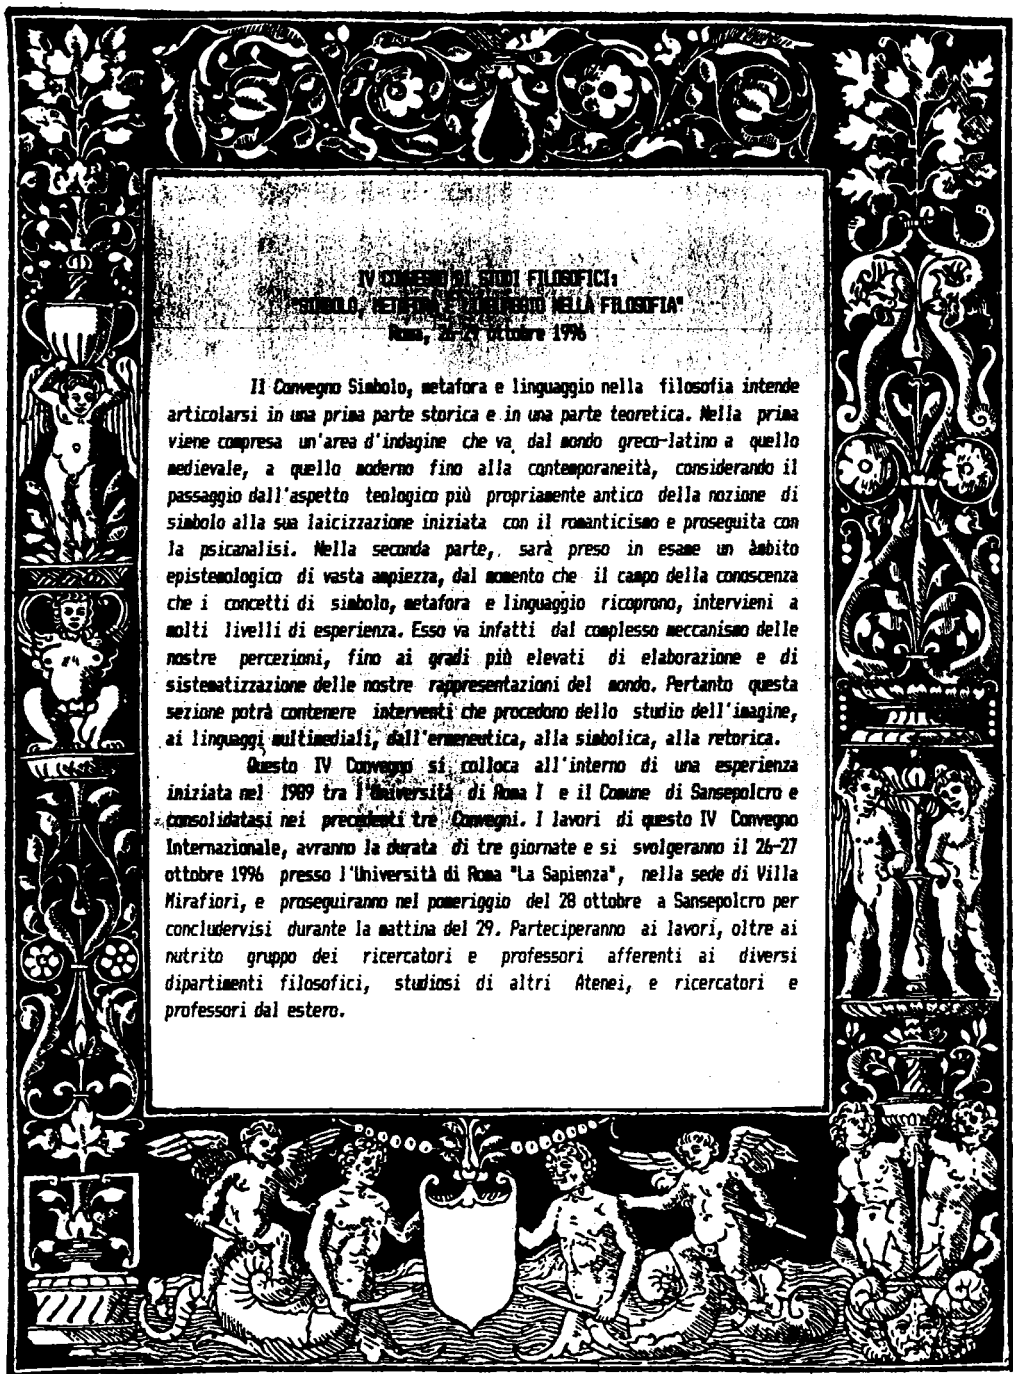 IV CONVEGNO DI STUDI FILOSOFICI:
"SIMBOLO, METAFORA E LINGUAGGIO NELLA FILOSOFIA"
Roma, 26-29 ottobre 1996
Il Convegno Simbolo, metafora e linguaggio nella filosofia intende
articolarsi in una prima parte storica e in una parte teoretica. Nella prima
viene compresa un'area d'indagine che va dal mondo greco-latino a quello
medievale, a quello moderno fino alla contemporaneità, considerando il
passaggio dall'aspetto teologico più propriamente antico della nozione di
simbolo alla sua laicizzazione iniziata con il romanticismo e proseguita con
la psicanalisi. Nella seconda parte, sarà preso in esame un àmbito
epistemologico di vasta ampiezza, dal momento che il campo della conoscenza
che i concetti di simbolo, metafora e linguaggio ricoprono, intervieni a
molti livelli di esperienza. Esso va infatti dal complesso meccanismo delle
nostre percezioni, fino ai gradi più elevati di elaborazione e di
sistematizzazione delle nostre rappresentazioni del mondo. Pertanto questa
sezione potrà contenere interventi che procedono dello studio dell'imagine,
ai linguaggi multimediali, dall'ermeneutica, alla simbolica, alla retorica.
Questo IV Convegno si colloca all'interno di una esperienza
iniziata nel 1989 tra l'Università di Roma I e il Comune di Sansepolcro e
consolidatasi nei precedenti tre Convegni. I lavori di questo IV Convegno
Internazionale, avranno la durata di tre giornate e si svolgeranno il 26-27
ottobre 1996 presso l'Università di Roma "La Sapienza", nella sede di Villa
Mirafiori, e proseguiranno nel pomeriggio del 28 ottobre a Sansepolcro per
concludervisi durante la mattina del 29. Parteciperanno ai lavori, oltre ai
nutrito gruppo dei ricercatori e professori afferenti ai diversi
dipartimenti filosofici, studiosi di altri Atenei, e ricercatori e
professori dal estero.